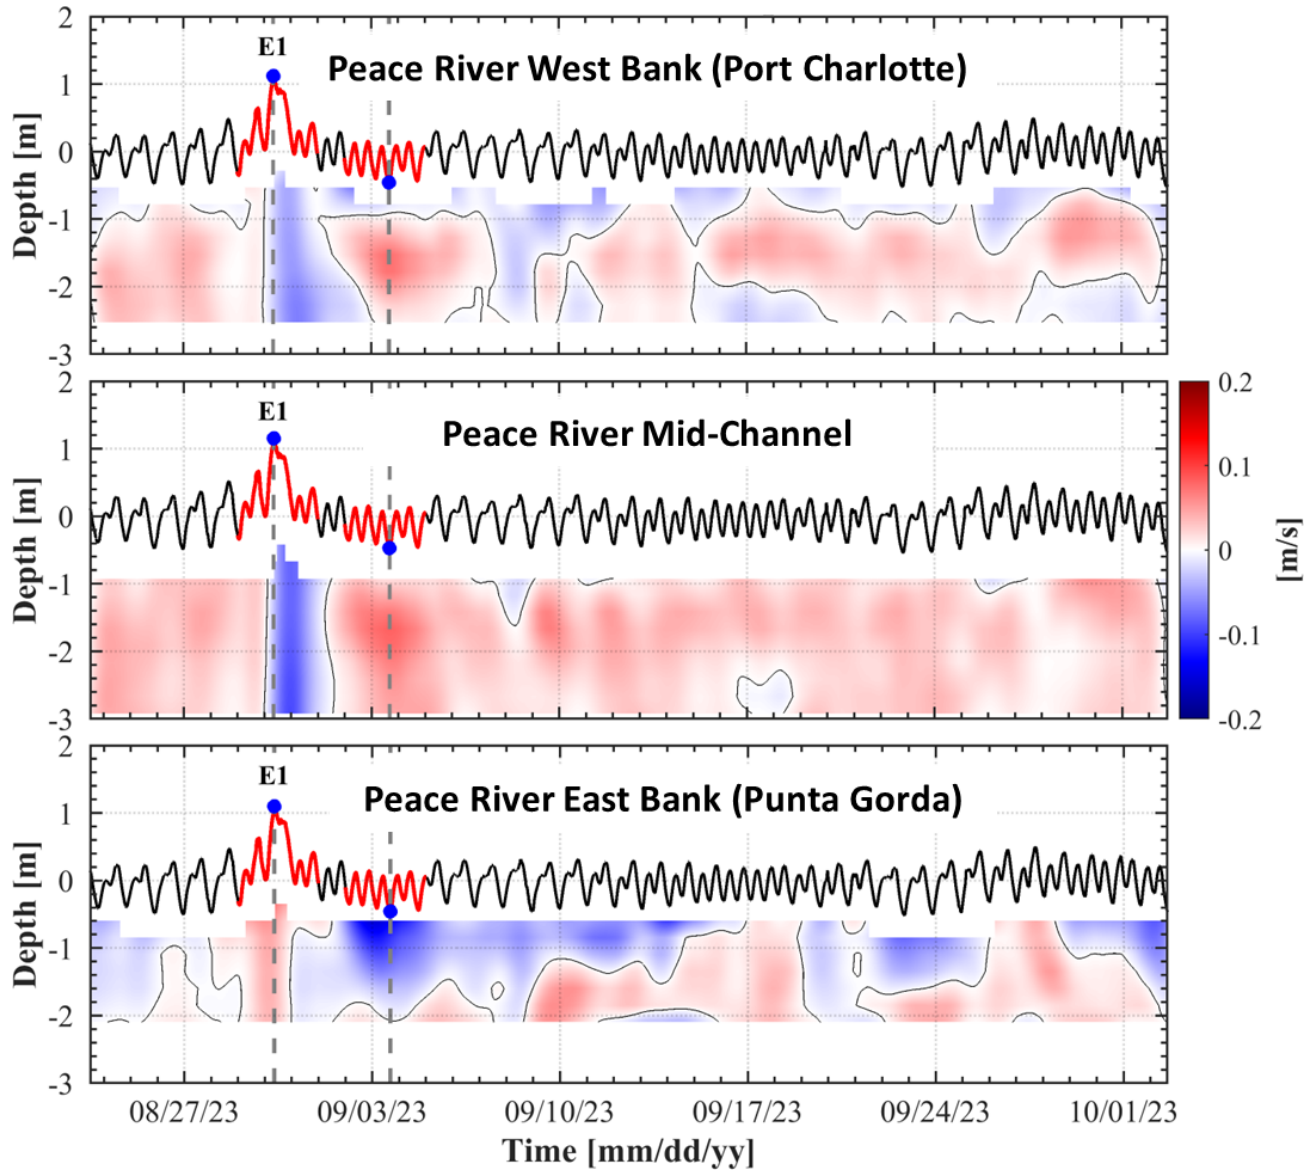 2
E1
Peace River West Bank (Port Charlotte)
1
0
-1
-2
-3
Depth [m]
2
E1
Peace River Mid-Channel
1
0
-1
-2
-3
Depth [m]
0.2
0.1
0
-0.1
-0.2
[m/s]
2
E1
Peace River East Bank (Punta Gorda)
1
0
-1
-2
-3
Depth [m]
08/27/23 09/03/23 09/10/23 09/17/23 09/24/23 10/01/23
Time [mm/dd/yy]